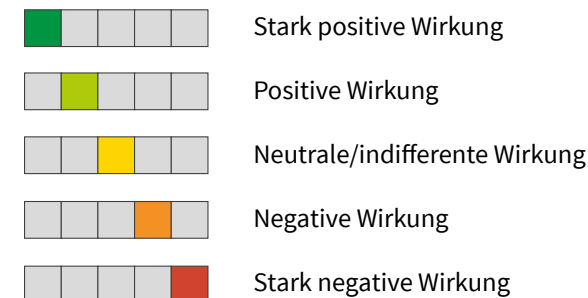 Stark positive Wirkung
Positive Wirkung
Neutrale/indifferente Wirkung
Negative Wirkung
Stark negative Wirkung